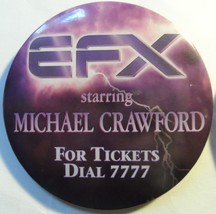 EFX
starring
MICHAEL CRAWFORD
FOR TICKETS
DIAL 7777